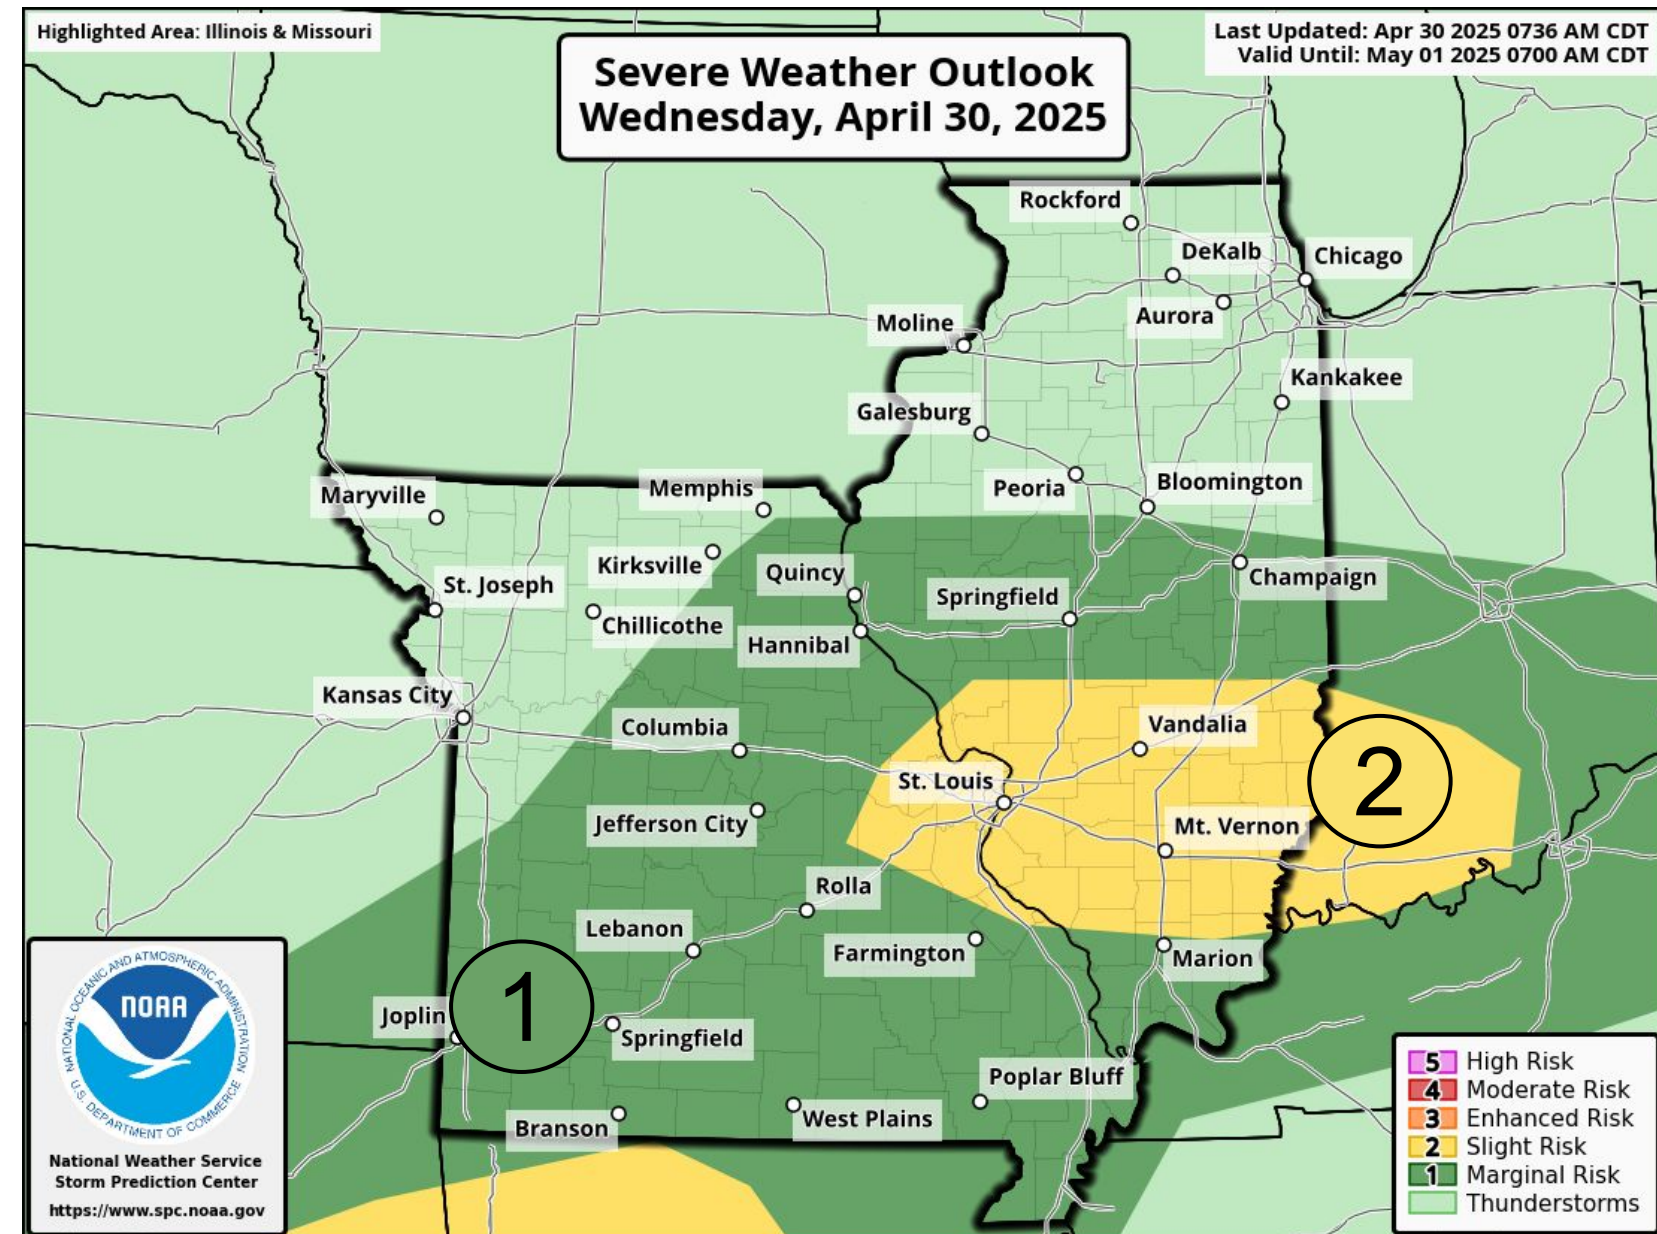 Highlighted Area: Illinois & Missouri
Last Updated: Apr 30 2025 0736 AM CDT
Valid Until: May 01 2025 0700 AM CDT
Severe Weather Outlook
Wednesday, April 30, 2025
Rockford
DeKalb
Chicago
Aurora
Moline
Kankakee
Galesburg
Peoria
Bloomington
Maryville
Memphis
Kirksville
Quincy
St. Joseph
Champaign
Springfield
Chillicothe
Hannibal
Kansas City
Columbia
Vandalia
St. Louis
2
Jefferson City
Mt. Vernon
Rolla
Lebanon
Farmington
Marion
1
Joplin
Springfield
Poplar Bluff
Branson
West Plains
NATIONAL OCEANIC AND ATMOSPHERIC ADMINISTRATION
NOAA
U.S. DEPARTMENT OF COMMERCE
National Weather Service
Storm Prediction Center
https://www.spc.noaa.gov
5 High Risk
4 Moderate Risk
3 Enhanced Risk
2 Slight Risk
1 Marginal Risk
Thunderstorms